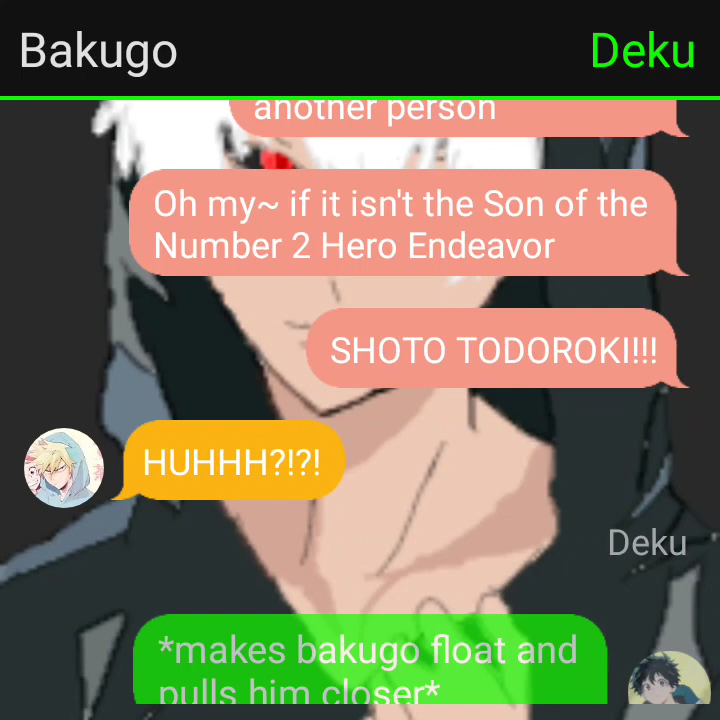 Bakugo
Deku
another person
Oh my~ if it isn't the Son of the
Number 2 Hero Endeavor
SHOTO TODOROKI!!!
HUHHH?!?!
Deku
*makes bakugo float and
pulls him closer*